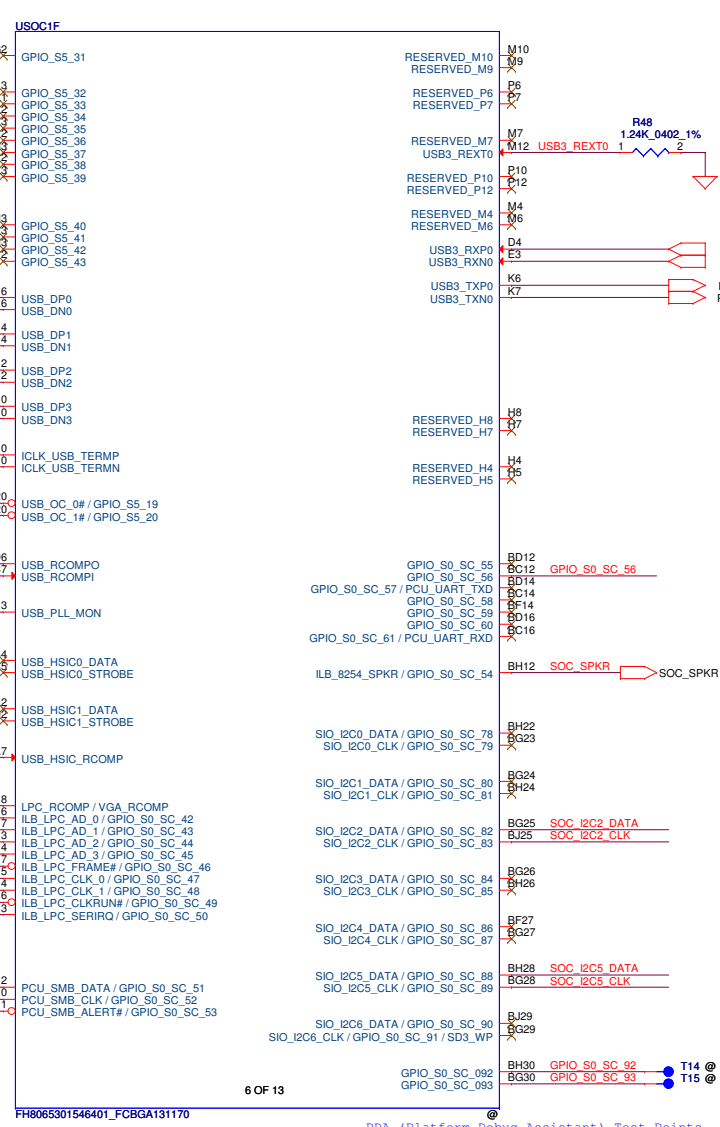 USOC1F
GPIO_S5_31
GPIO_S5_32
GPIO_S5_33
GPIO_S5_34
GPIO_S5_35
GPIO_S5_36
GPIO_S5_37
GPIO_S5_38
GPIO_S5_39
GPIO_S5_40
GPIO_S5_41
GPIO_S5_42
GPIO_S5_43
USB_DP0
USB_DN0
USB_DP1
USB_DN1
USB_DP2
USB_DN2
USB_DP3
USB_DN3
ICLK_USB_TERMP
ICLK_USB_TERMN
USB_OC_0# / GPIO_S5_19
USB_OC_1# / GPIO_S5_20
USB_RCOMPO
USB_RCOMPI
USB_PLL_MON
USB_HSIC0_DATA
USB_HSIC0_STROBE
USB_HSIC1_DATA
USB_HSIC1_STROBE
USB_HSIC_RCOMP
LPC_RCOMP / VGA_RCOMP
ILB_LPC_AD_0 / GPIO_S0_SC_42
ILB_LPC_AD_1 / GPIO_S0_SC_43
ILB_LPC_AD_2 / GPIO_S0_SC_44
ILB_LPC_AD_3 / GPIO_S0_SC_45
ILB_LPC_FRAME# / GPIO_S0_SC_46
ILB_LPC_CLK_0 / GPIO_S0_SC_47
ILB_LPC_CLK_1 / GPIO_S0_SC_48
ILB_LPC_CLKRUN# / GPIO_S0_SC_49
ILB_LPC_SERIRQ / GPIO_S0_SC_50
PCU_SMB_DATA / GPIO_S0_SC_51
PCU_SMB_CLK / GPIO_S0_SC_52
PCU_SMB_ALERT# / GPIO_S0_SC_53
RESERVED_M10 M10
RESERVED_M9 M9
RESERVED_P6 P6
RESERVED_P7 P7
R48
1.24K_0402_1%
RESERVED_M7 M7
USB3_REXT0 M12 USB3_REXT0 1 2
RESERVED_P10 P10
RESERVED_P12 P12
RESERVED_M4 M4
RESERVED_M6 M6
USB3_RXP0 D4
USB3_RXN0 E3
USB3_TXP0 K6
USB3_TXN0 K7
RESERVED_H8 H8
RESERVED_H7 H7
RESERVED_H4 H4
RESERVED_H5 H5
GPIO_S0_SC_55 BD12
GPIO_S0_SC_56 BC12 GPIO_S0_SC_56
GPIO_S0_SC_57 / PCU_UART_TXD BD14
GPIO_S0_SC_58 BC14
GPIO_S0_SC_59 BF14
GPIO_S0_SC_60 BD16
GPIO_S0_SC_61 / PCU_UART_RXD BC16
ILB_8254_SPKR / GPIO_S0_SC_54 BH12 SOC_SPKR SOC_SPKR
SIO_I2C0_DATA / GPIO_S0_SC_78 BH22
SIO_I2C0_CLK / GPIO_S0_SC_79 BG23
SIO_I2C1_DATA / GPIO_S0_SC_80 BG24
SIO_I2C1_CLK / GPIO_S0_SC_81 BH24
SIO_I2C2_DATA / GPIO_S0_SC_82 BG25 SOC_I2C2_DATA
SIO_I2C2_CLK / GPIO_S0_SC_83 BJ25 SOC_I2C2_CLK
SIO_I2C3_DATA / GPIO_S0_SC_84 BG26
SIO_I2C3_CLK / GPIO_S0_SC_85 BH26
SIO_I2C4_DATA / GPIO_S0_SC_86 BF27
SIO_I2C4_CLK / GPIO_S0_SC_87 BG27
SIO_I2C5_DATA / GPIO_S0_SC_88 BH28 SOC_I2C5_DATA
SIO_I2C5_CLK / GPIO_S0_SC_89 BG28 SOC_I2C5_CLK
SIO_I2C6_DATA / GPIO_S0_SC_90 BJ29
SIO_I2C6_CLK / GPIO_S0_SC_91 / SD3_WP BG29
GPIO_S0_SC_092 BH30 GPIO_S0_SC_92 T14 @
GPIO_S0_SC_093 BG30 GPIO_S0_SC_93 T15 @
6 OF 13
FH8065301546401_FCBGA131170 @
PDA (Platform Debug Assistant) Test Points